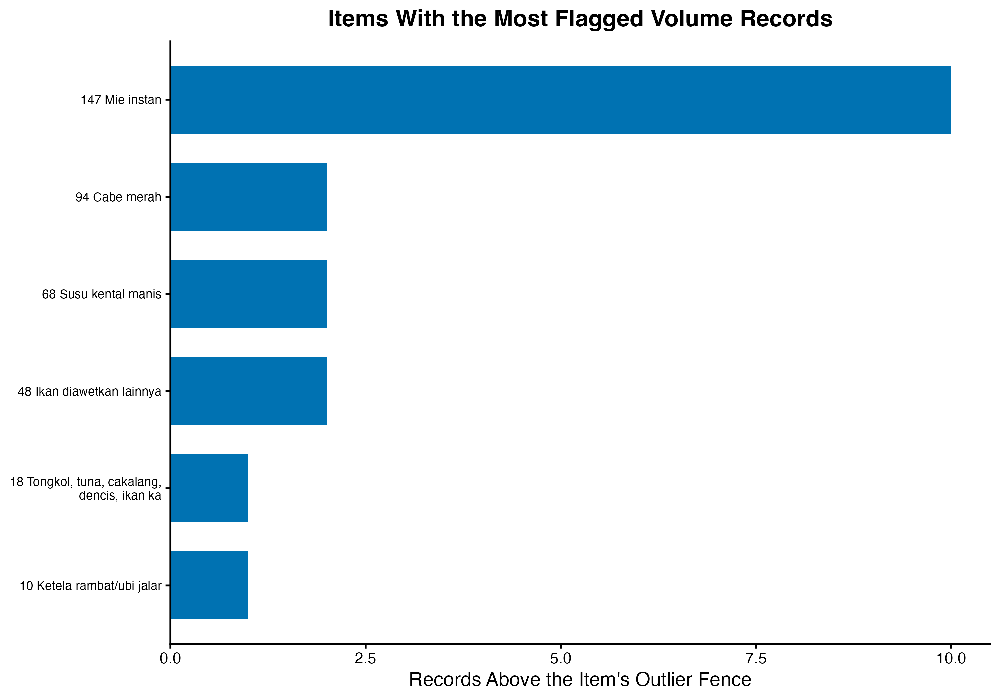 Items With the Most Flagged Volume Records
147 Mie instan
94 Cabe merah
68 Susu kental manis
48 Ikan diawetkan lainnya
18 Tongkol, tuna, cakalang,
dencis, ikan ka
10 Ketela rambat/ubi jalar
0.0 2.5 5.0 7.5 10.0
Records Above the Item's Outlier Fence